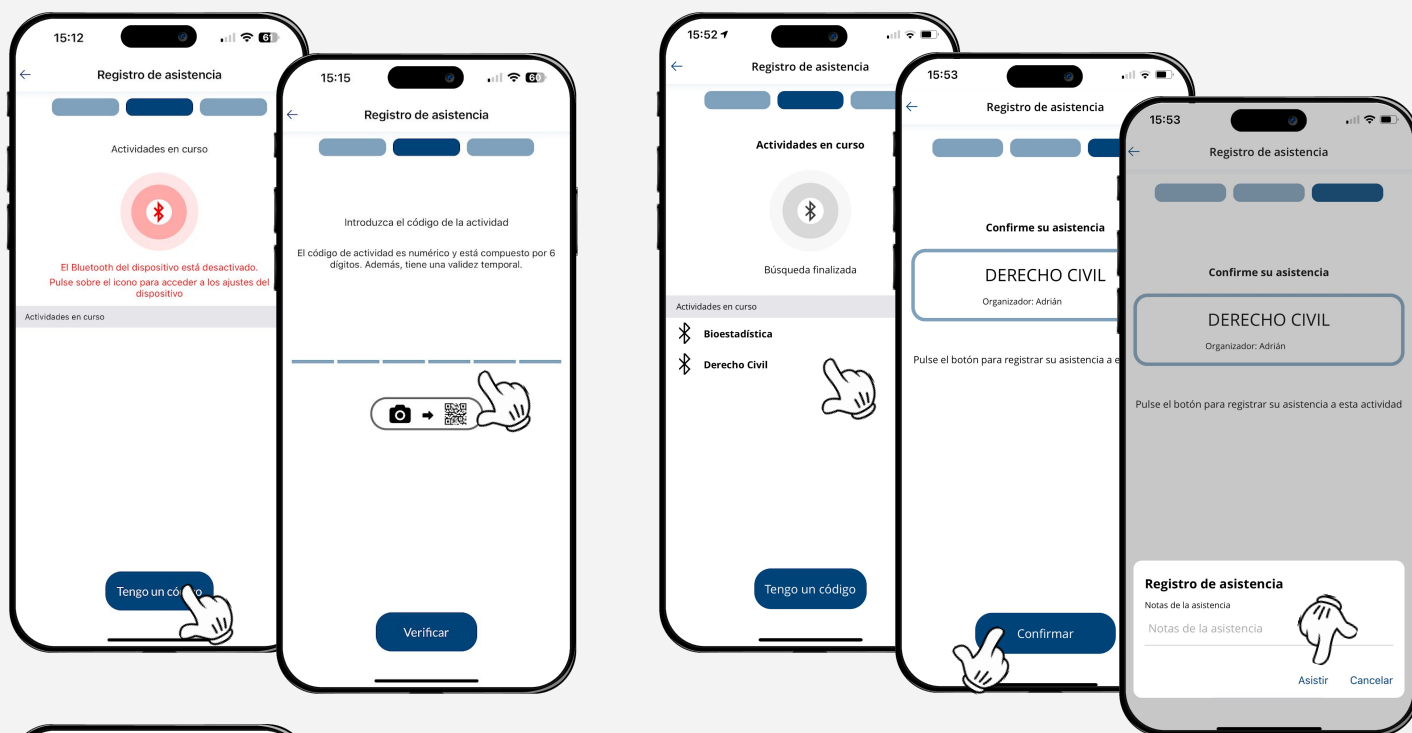 15:12
61
Registro de asistencia
Actividades en curso
El Bluetooth del dispositivo está desactivado.
Pulse sobre el icono para acceder a los ajustes del
dispositivo
Actividades en curso
Tengo un
15:15
60
Registro de asistencia
Introduzca el código de la actividad
El código de actividad es numérico y está compuesto por 6
dígitos. Además, tiene una validez temporal.
Verificar
15:52
Registro de asistencia
Actividades en curso
Búsqueda finalizada
Actividades en curso
Bioestadística
Derecho Civil
Tengo un código
15:53
Registro de asistencia
Confirme su asistencia
DERECHO CIVIL
Organizador: Adrián
Pulse el botón para registrar su asistencia a
Confirmar
15:53
Registro de asistencia
Confirme su asistencia
DERECHO CIVIL
Organizador: Adrián
Pulse el botón para registrar su asistencia a esta actividad
Registro de asistencia
Notas de la asistencia
Notas de la asistencia
Asistir Cancelar